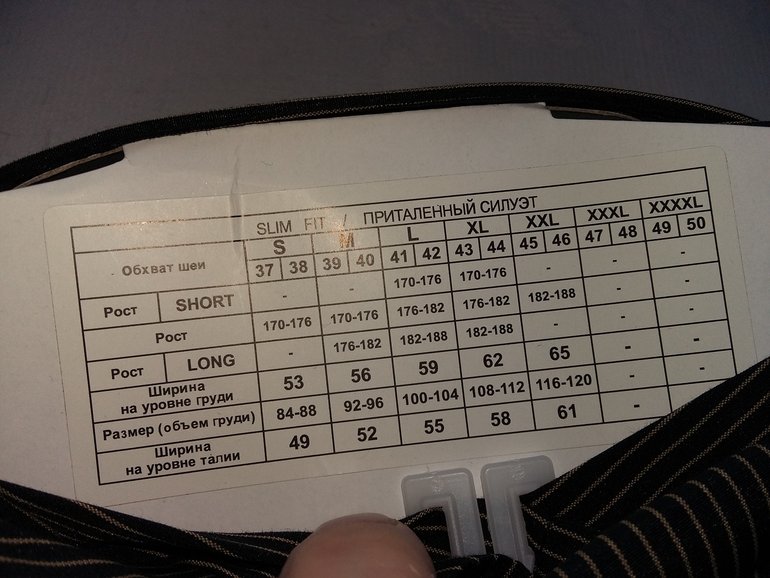 SLIM FIT / ПРИТАЛЕННЫЙ СИЛУЭТ
S M L XL XXL XXXL XXXXL
Обхват шеи 37 38 39 40 41 42 43 44 45 46 47 48 49 50
Рост SHORT - - 170-176 170-176 - - -
Рост 170-176 170-176 176-182 176-182 182-188 - -
Рост LONG - 176-182 182-188 182-188 - - -
Ширина
на уровне груди 53 56 59 62 65 - -
Размер (объем груди) 84-88 92-96 100-104 108-112 116-120 - -
Ширина
на уровне талии 49 52 55 58 61 - -